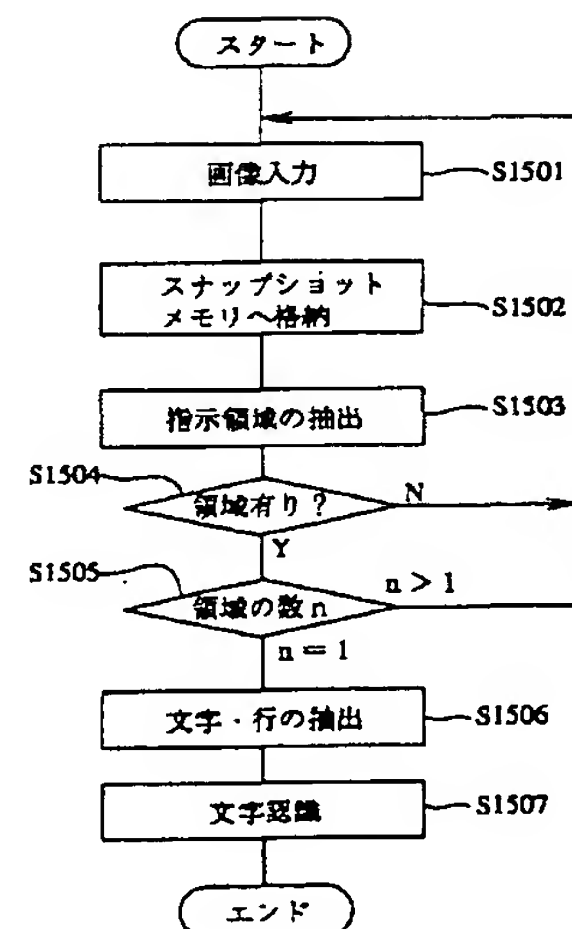 スタート
画像入力
S1501
スナップショット
メモリへ格納
S1502
指示領域の抽出
S1503
S1504
領域有り?
N
Y
S1505
領域の数n
n > 1
n = 1
文字・行の抽出
S1506
文字認識
S1507
エンド